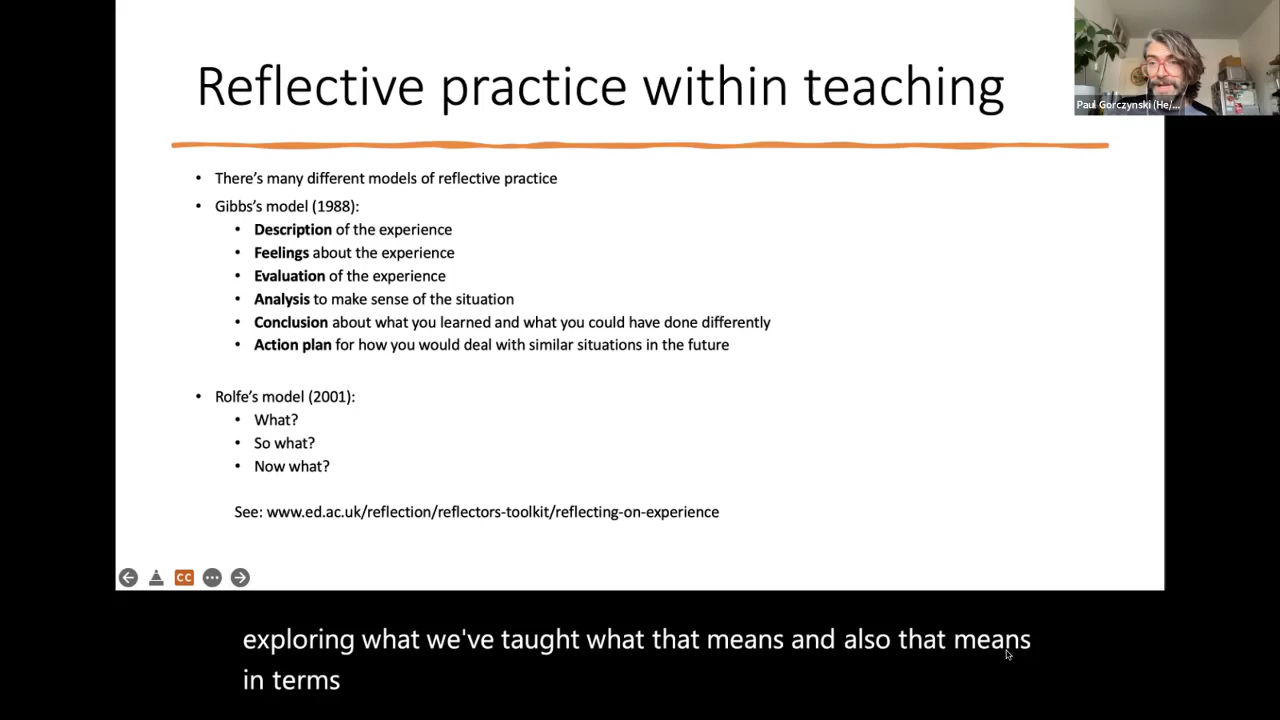 Reflective practice within teaching
Paul Gorczynski (He/...
• There's many different models of reflective practice
• Gibbs's model (1988):
• Description of the experience
• Feelings about the experience
• Evaluation of the experience
• Analysis to make sense of the situation
• Conclusion about what you learned and what you could have done differently
• Action plan for how you would deal with similar situations in the future
• Rolfe's model (2001):
• What?
• So what?
• Now what?
See: www.ed.ac.uk/reflection/reflectors-toolkit/reflecting-on-experience
CC
exploring what we've taught what that means and also that means
in terms